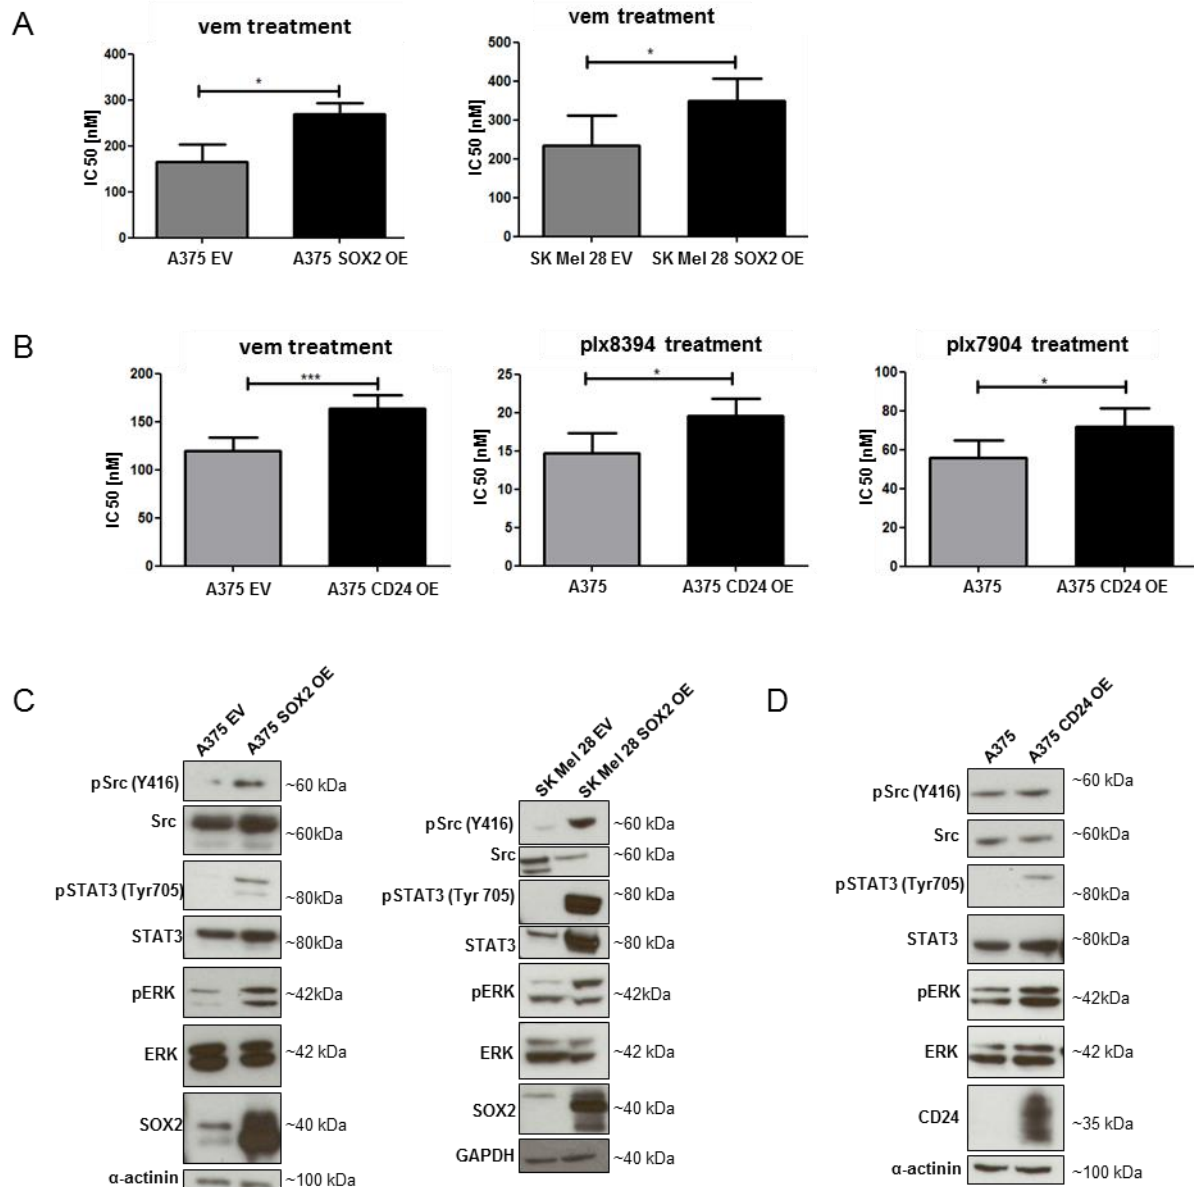 A
vem treatment
IC 50 [nM]
400
300
200
100
0
*
A375 EV
A375 SOX2 OE
vem treatment
IC 50 [nM]
500
400
300
200
100
0
*
SK Mel 28 EV
SK Mel 28 SOX2 OE
B
vem treatment
IC 50 [nM]
200
150
100
50
0
***
A375 EV
A375 CD24 OE
plx8394 treatment
IC 50 [nM]
25
20
15
10
5
0
*
A375
A375 CD24 OE
plx7904 treatment
IC 50 [nM]
100
80
60
40
20
0
*
A375
A375 CD24 OE
C
A375 EV
A375 SOX2 OE
pSrc (Y416) ~60 kDa
Src ~60kDa
pSTAT3 (Tyr705) ~80kDa
STAT3 ~80kDa
pERK ~42kDa
ERK ~42 kDa
SOX2 ~40 kDa
α-actinin ~100 kDa
SK Mel 28 EV
SK Mel 28 SOX2 OE
pSrc (Y416) ~60 kDa
Src ~60 kDa
pSTAT3 (Tyr 705) ~80 kDa
STAT3 ~80 kDa
pERK ~42kDa
ERK ~42 kDa
SOX2 ~40 kDa
GAPDH ~40 kDa
D
A375
A375 CD24 OE
pSrc (Y416) ~60 kDa
Src ~60kDa
pSTAT3 (Tyr705) ~80kDa
STAT3 ~80kDa
pERK ~42kDa
ERK ~42 kDa
CD24 ~35 kDa
α-actinin ~100 kDa